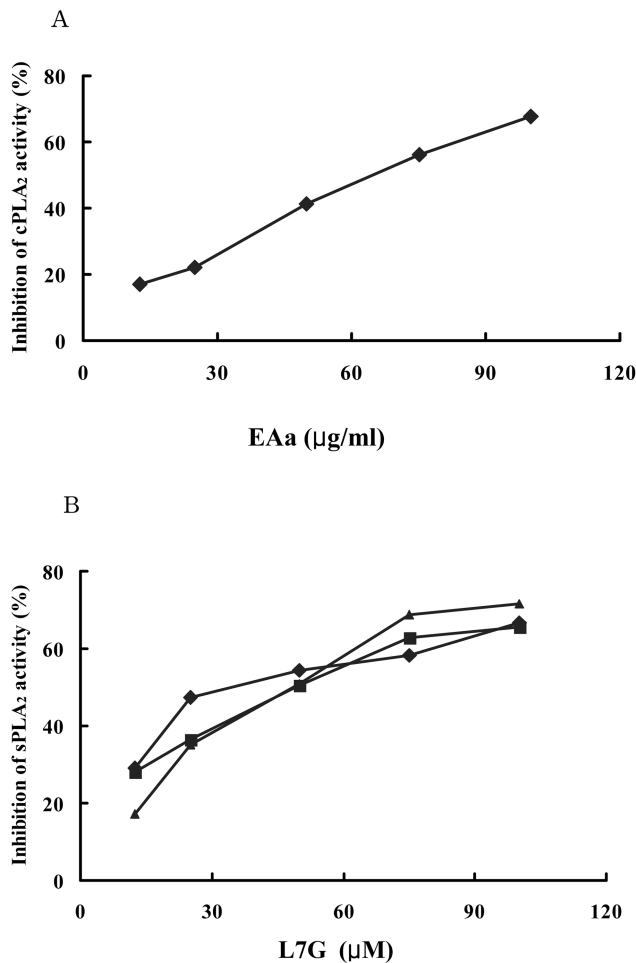 A
Inhibition of cPLA₂ activity (%)
80
60
40
20
0
0 30 60 90 120
EAa (µg/ml)
B
Inhibition of sPLA₂ activity (%)
80
60
40
20
0
0 30 60 90 120
L7G (µM)